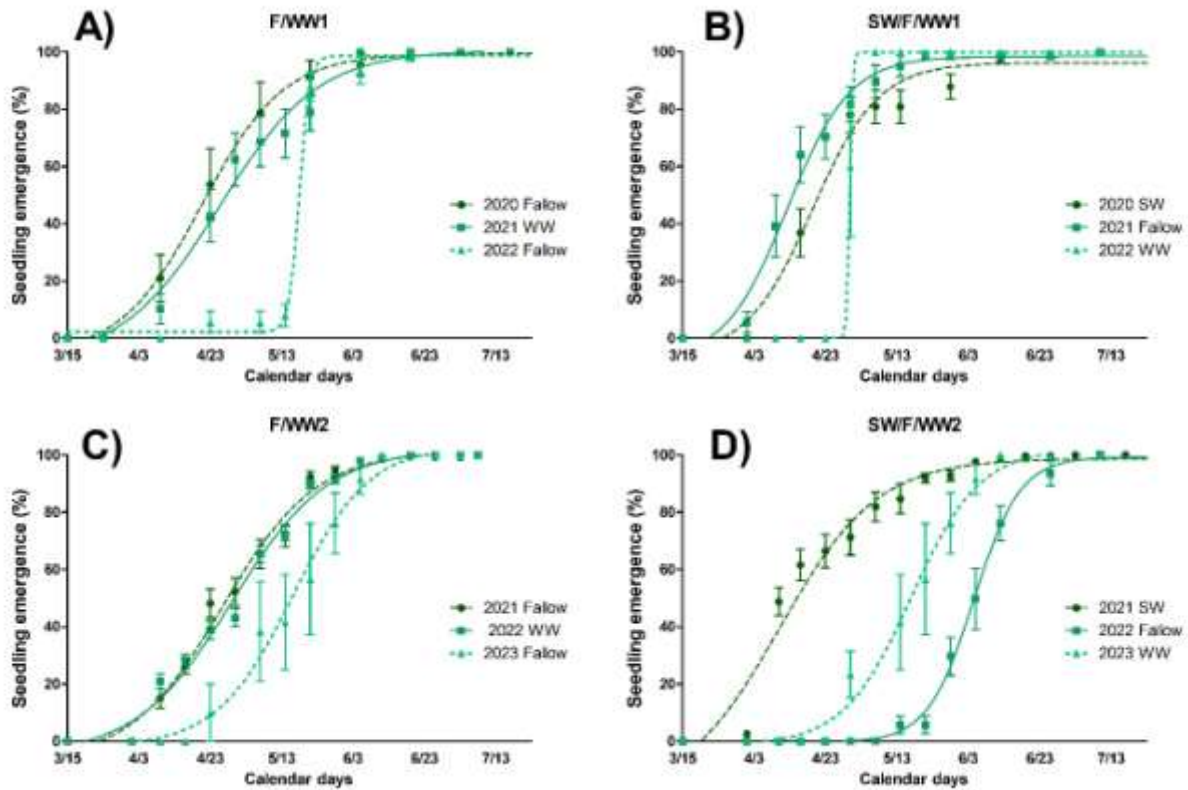 A)
F/WW1
Seedling emergence (%)
100
80
60
40
20
0
2020 Fallow
2021 WW
2022 Fallow
3/15 4/3 4/23 5/13 6/3 6/23 7/13
Calendar days
B)
SW/F/WW1
Seedling emergence (%)
100
80
60
40
20
0
2020 SW
2021 Fallow
2022 WW
3/15 4/3 4/23 5/13 6/3 6/23 7/13
Calendar days
C)
F/WW2
Seedling emergence (%)
100
80
60
40
20
0
2021 Fallow
2022 WW
2023 Fallow
3/15 4/3 4/23 5/13 6/3 6/23 7/13
Calendar days
D)
SW/F/WW2
Seedling emergence (%)
100
80
60
40
20
0
2021 SW
2022 Fallow
2023 WW
3/15 4/3 4/23 5/13 6/3 6/23 7/13
Calendar days